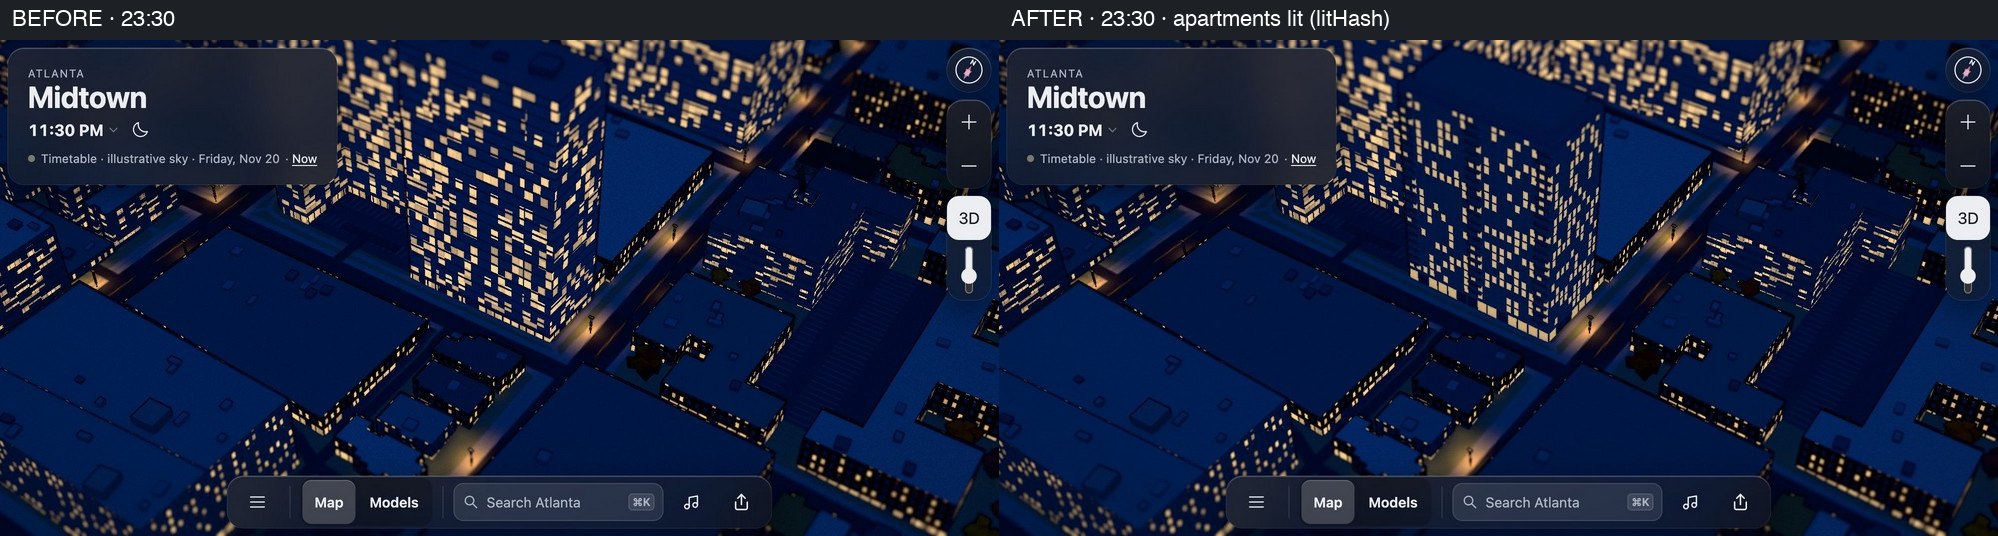 BEFORE · 23:30
ATLANTA
Midtown
11:30 PM
Timetable · illustrative sky · Friday, Nov 20 · Now
N
3D
Map Models Search Atlanta ⌘K
AFTER · 23:30 · apartments lit (litHash)
ATLANTA
Midtown
11:30 PM
Timetable · illustrative sky · Friday, Nov 20 · Now
N
3D
Map Models Search Atlanta ⌘K